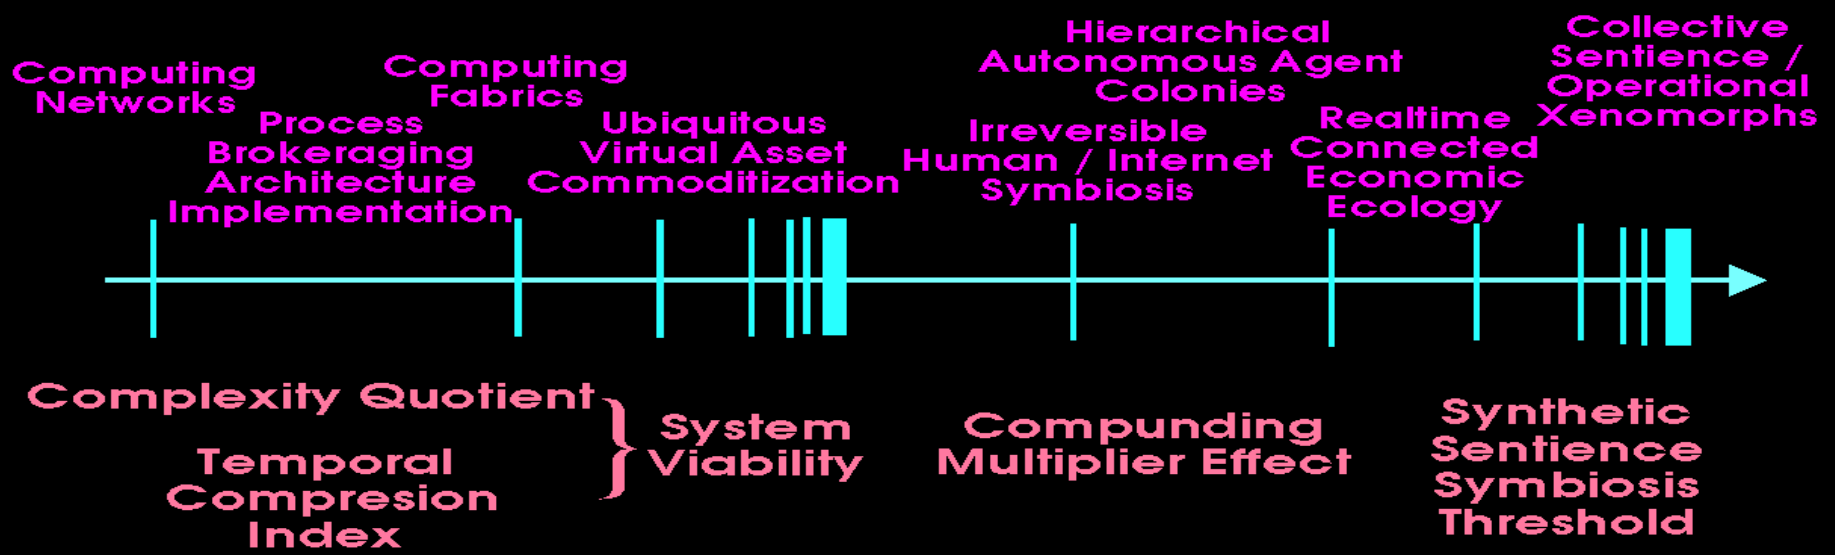 Computing
Networks
Process
Brokeraging
Architecture
Implementation
Computing
Fabrics
Ubiquitous
Virtual Asset
Commoditization
Hierarchical
Autonomous Agent
Colonies
Irreversible
Human / Internet
Symbiosis
Realtime
Connected
Economic
Ecology
Collective
Sentience /
Operational
Xenomorphs
Complexity Quotient
Temporal
Compresion
Index
}
System
Viability
Compunding
Multiplier Effect
Synthetic
Sentience
Symbiosis
Threshold